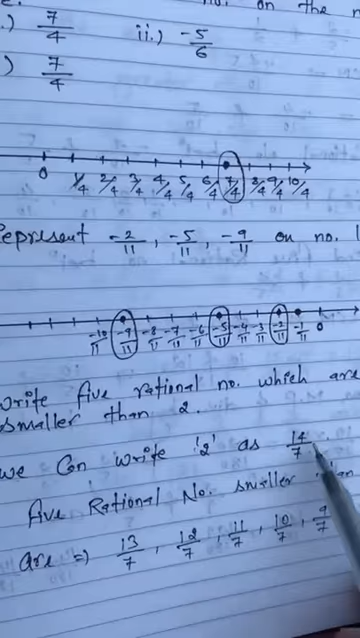 no. on the n
.) 7/4 ii.) -5/6
) 7/4
0 1/4 2/4 3/4 4/4 5/4 6/4 7/4 8/4 9/4 10/4
epresent -2/11, -5/11, -9/11 on no. l
-10/11 -9/11 -8/11 -7/11 -6/11 -5/11 -4/11 -3/11 -2/11 -1/11 0
write five rational no. which are
smaller than 2.
we Can write '2' as 14/7
five Rational No. smaller than
are => 13/7, 12/7, 11/7, 10/7, 9/7